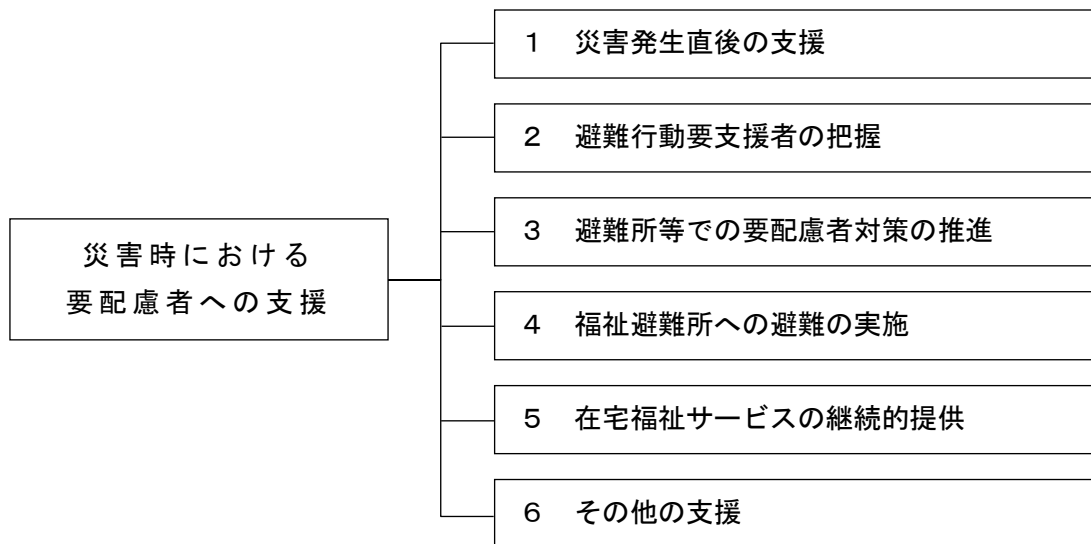 災害時における
要配慮者への支援
１　災害発生直後の支援
２　避難行動要支援者の把握
３　避難所等での要配慮者対策の推進
４　福祉避難所への避難の実施
５　在宅福祉サービスの継続的提供
６　その他の支援